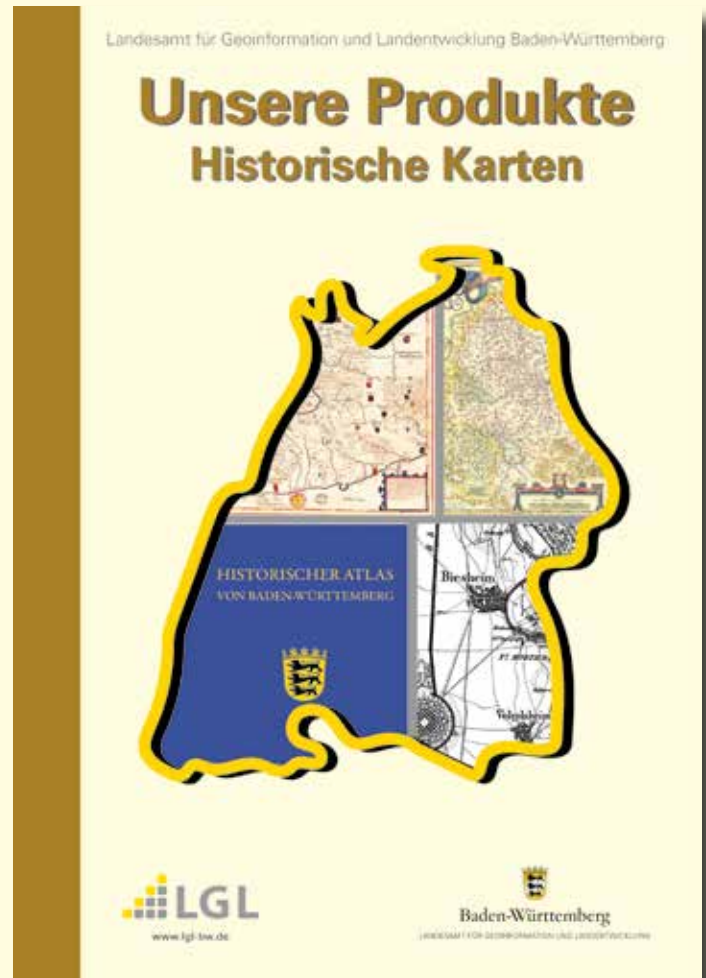 Landesamt für Geoinformation und Landentwicklung Baden-Württemberg
Unsere Produkte
Historische Karten
HISTORISCHER ATLAS
VON BADEN-WÜRTTEMBERG
Biesheim
Volgelsheim
LGL
www.lgl-bw.de
Baden-Württemberg
LANDESAMT FÜR GEOINFORMATION UND LANDENTWICKLUNG